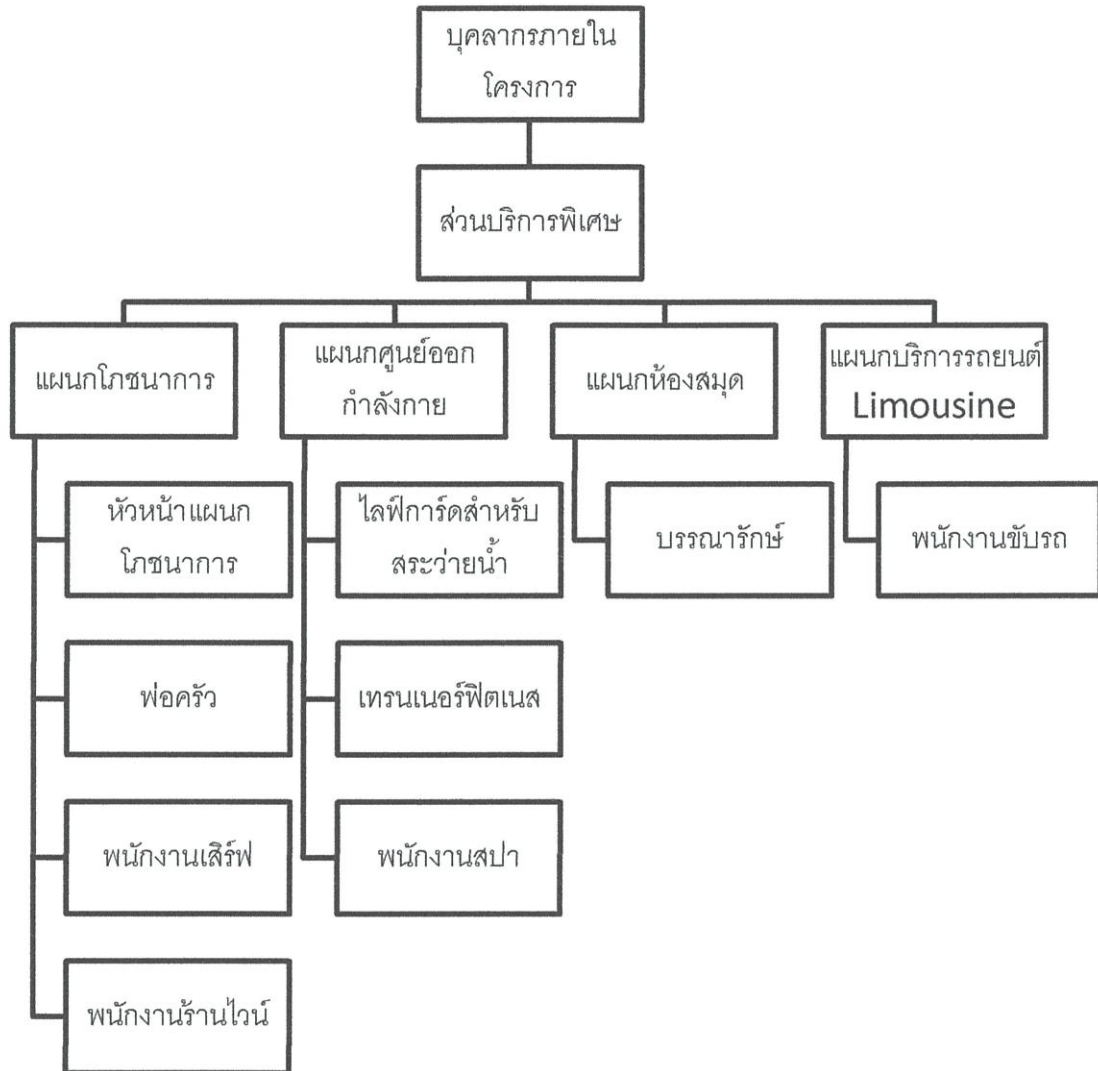 บุคลากรภายใน
โครงการ
ส่วนบริการพิเศษ
แผนกโภชนาการ
แผนกศูนย์ออก
กำลังกาย
แผนกห้องสมุด
แผนกบริการรถยนต์
Limousine
หัวหน้าแผนก
โภชนาการ
ไลฟ์การ์ดสำหรับ
สระว่ายน้ำ
บรรณารักษ์
พนักงานขับรถ
พ่อครัว
เทรนเนอร์ฟิตเนส
พนักงานเสิร์ฟ
พนักงานสปา
พนักงานร้านไวน์